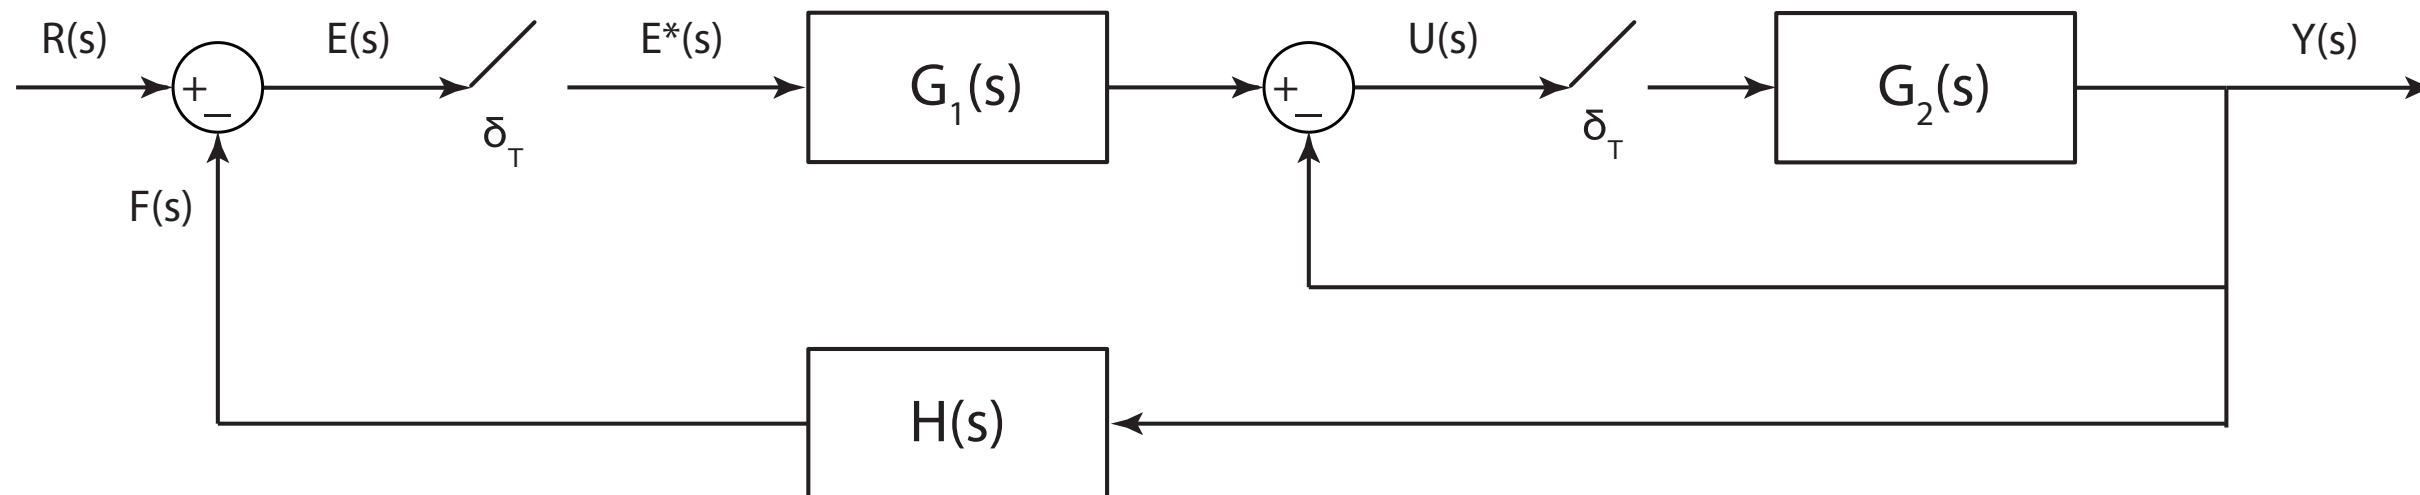 R(s)
+
−
E(s)
δT
E*(s)
G1(s)
+
−
U(s)
δT
G2(s)
Y(s)
F(s)
H(s)